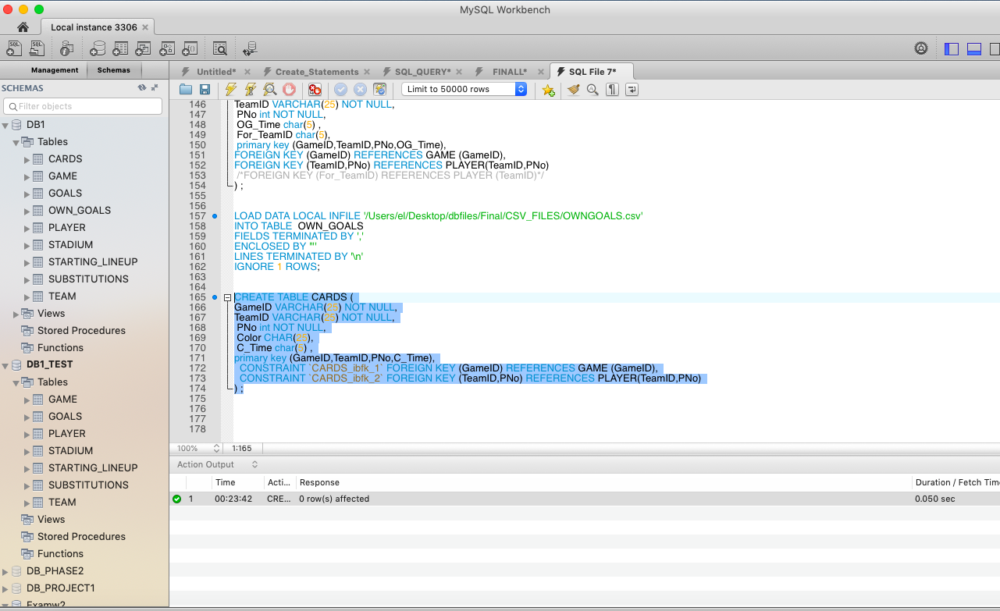 MySQL Workbench
Local instance 3306
Management Schemas
Untitled* Create_Statements SQL_QUERY* FINALL* SQL File 7*
SCHEMAS
Filter objects
Limit to 50000 rows
DB1
Tables
CARDS
GAME
GOALS
OWN_GOALS
PLAYER
STADIUM
STARTING_LINEUP
SUBSTITUTIONS
TEAM
Views
Stored Procedures
Functions
DB1_TEST
Tables
GAME
GOALS
PLAYER
STADIUM
STARTING_LINEUP
SUBSTITUTIONS
TEAM
Views
Stored Procedures
Functions
DB_PHASE2
DB_PROJECT1
Examw2
146 TeamID VARCHAR(25) NOT NULL,
147 PNo int NOT NULL,
148 OG_Time char(5) ,
149 For_TeamID char(5),
150 primary key (GameID,TeamID,PNo,OG_Time),
151 FOREIGN KEY (GameID) REFERENCES GAME (GameID),
152 FOREIGN KEY (TeamID,PNo) REFERENCES PLAYER(TeamID,PNo)
153 /*FOREIGN KEY (For_TeamID) REFERENCES PLAYER (TeamID)*/
154 ) ;
155
156
157 LOAD DATA LOCAL INFILE '/Users/el/Desktop/dbfiles/Final/CSV_FILES/OWNGOALS.csv'
158 INTO TABLE OWN_GOALS
159 FIELDS TERMINATED BY ','
160 ENCLOSED BY '"'
161 LINES TERMINATED BY '\n'
162 IGNORE 1 ROWS;
163
164
165 CREATE TABLE CARDS (
166 GameID VARCHAR(25) NOT NULL,
167 TeamID VARCHAR(25) NOT NULL,
168 PNo int NOT NULL,
169 Color CHAR(25),
170 C_Time char(5) ,
171 primary key (GameID,TeamID,PNo,C_Time),
172 CONSTRAINT `CARDS_ibfk_1` FOREIGN KEY (GameID) REFERENCES GAME (GameID),
173 CONSTRAINT `CARDS_ibfk_2` FOREIGN KEY (TeamID,PNo) REFERENCES PLAYER(TeamID,PNo)
174 ) ;
175
176
177
178
100% 1:165
Action Output
Time Acti... Response Duration / Fetch Time
1 00:23:42 CRE... 0 row(s) affected 0.050 sec